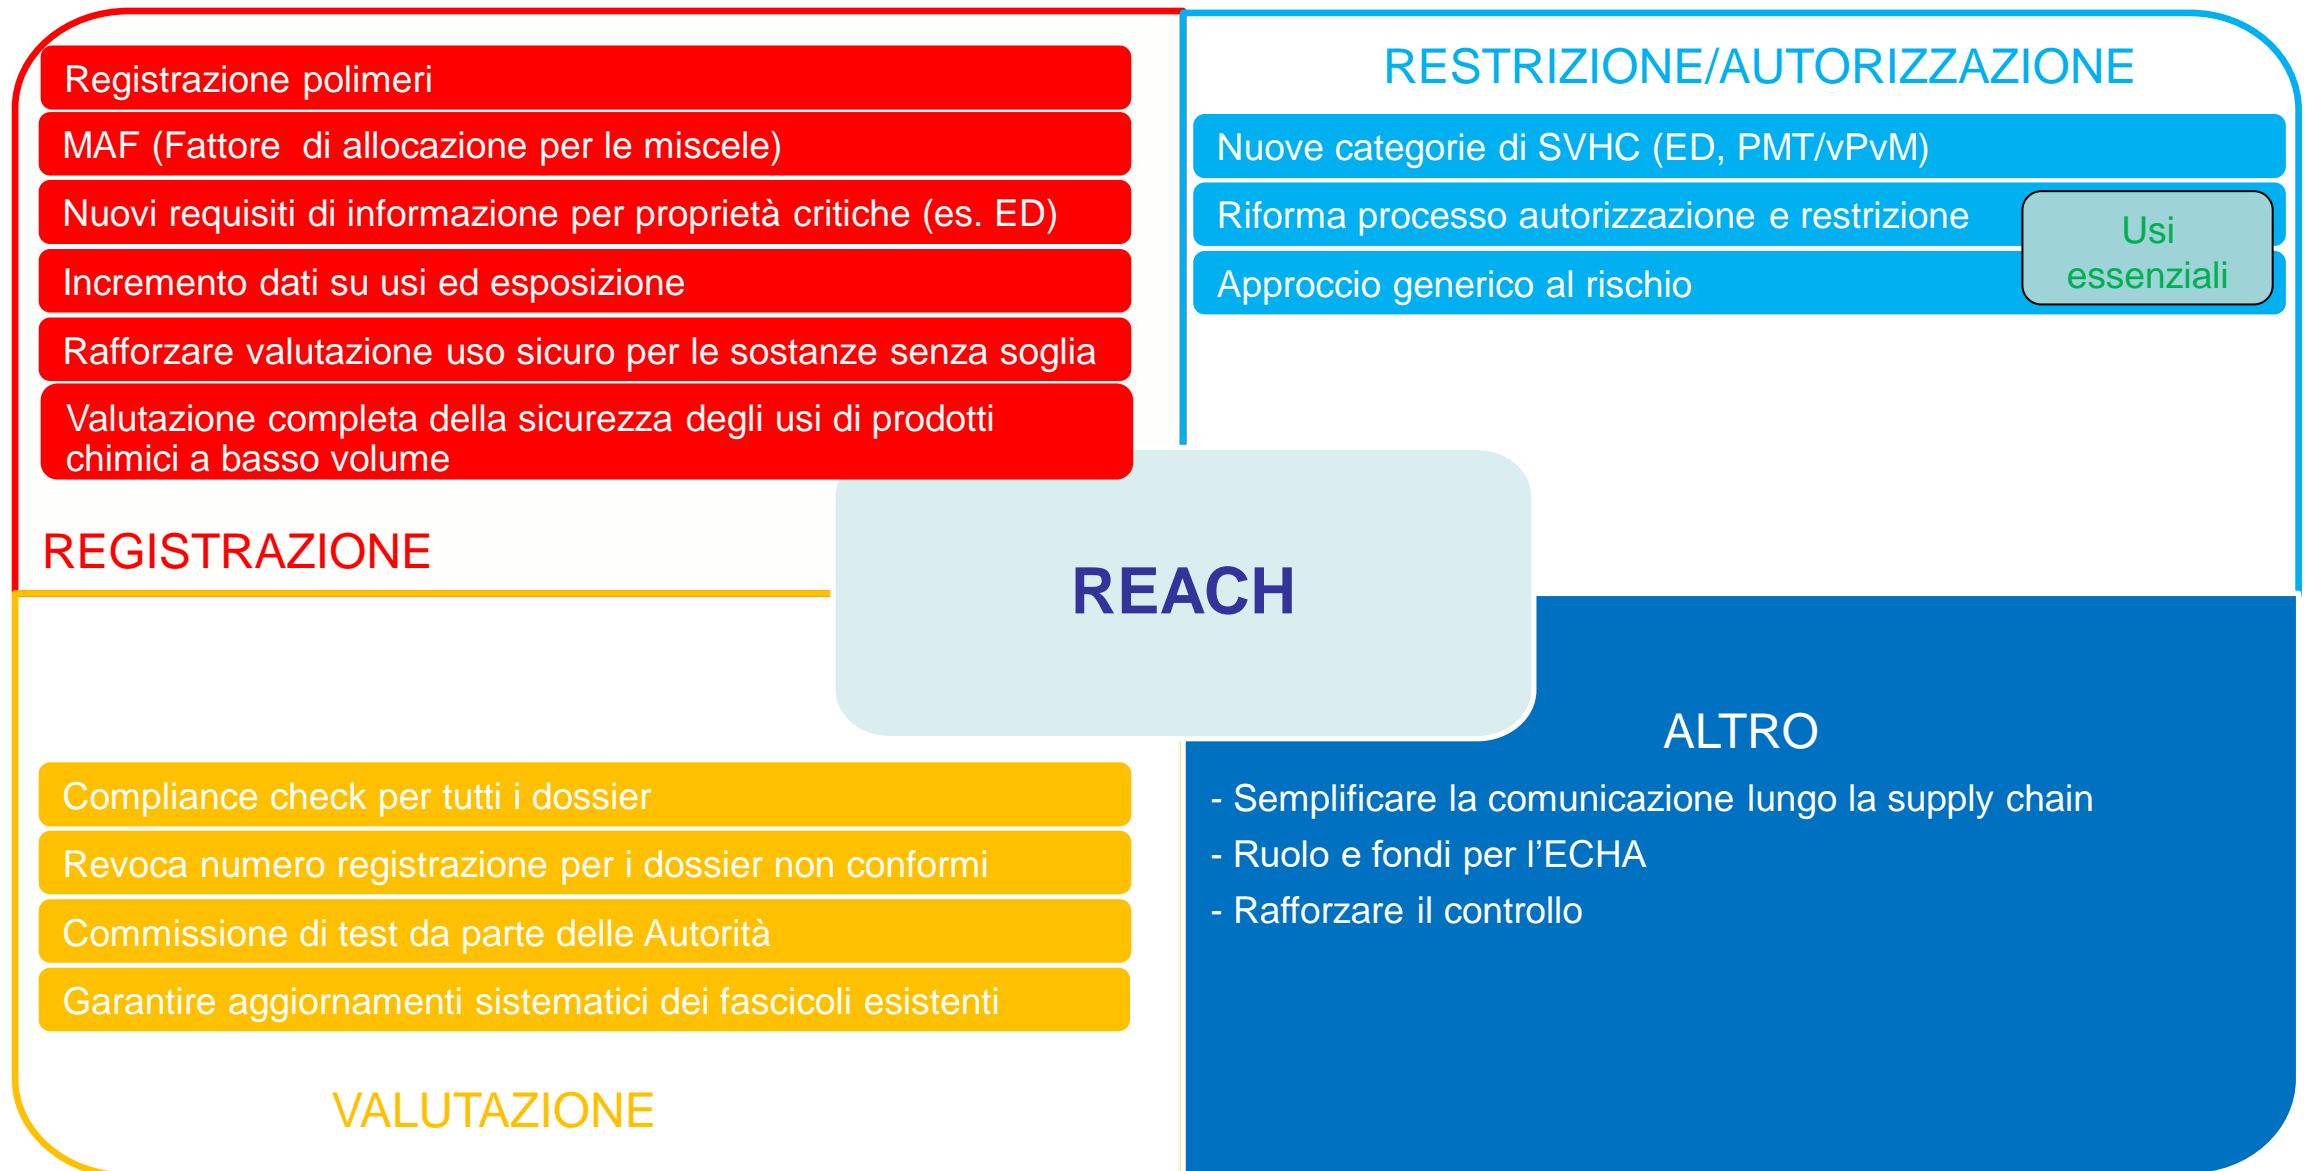 Registrazione polimeri
MAF (Fattore di allocazione per le miscele)
Nuovi requisiti di informazione per proprietà critiche (es. ED)
Incremento dati su usi ed esposizione
Rafforzare valutazione uso sicuro per le sostanze senza soglia
Valutazione completa della sicurezza degli usi di prodotti
chimici a basso volume
REGISTRAZIONE
RESTRIZIONE/AUTORIZZAZIONE
Nuove categorie di SVHC (ED, PMT/vPvM)
Riforma processo autorizzazione e restrizione
Approccio generico al rischio
Usi
essenziali
REACH
Compliance check per tutti i dossier
Revoca numero registrazione per i dossier non conformi
Commissione di test da parte delle Autorità
Garantire aggiornamenti sistematici dei fascicoli esistenti
VALUTAZIONE
ALTRO
- Semplificare la comunicazione lungo la supply chain
- Ruolo e fondi per l’ECHA
- Rafforzare il controllo